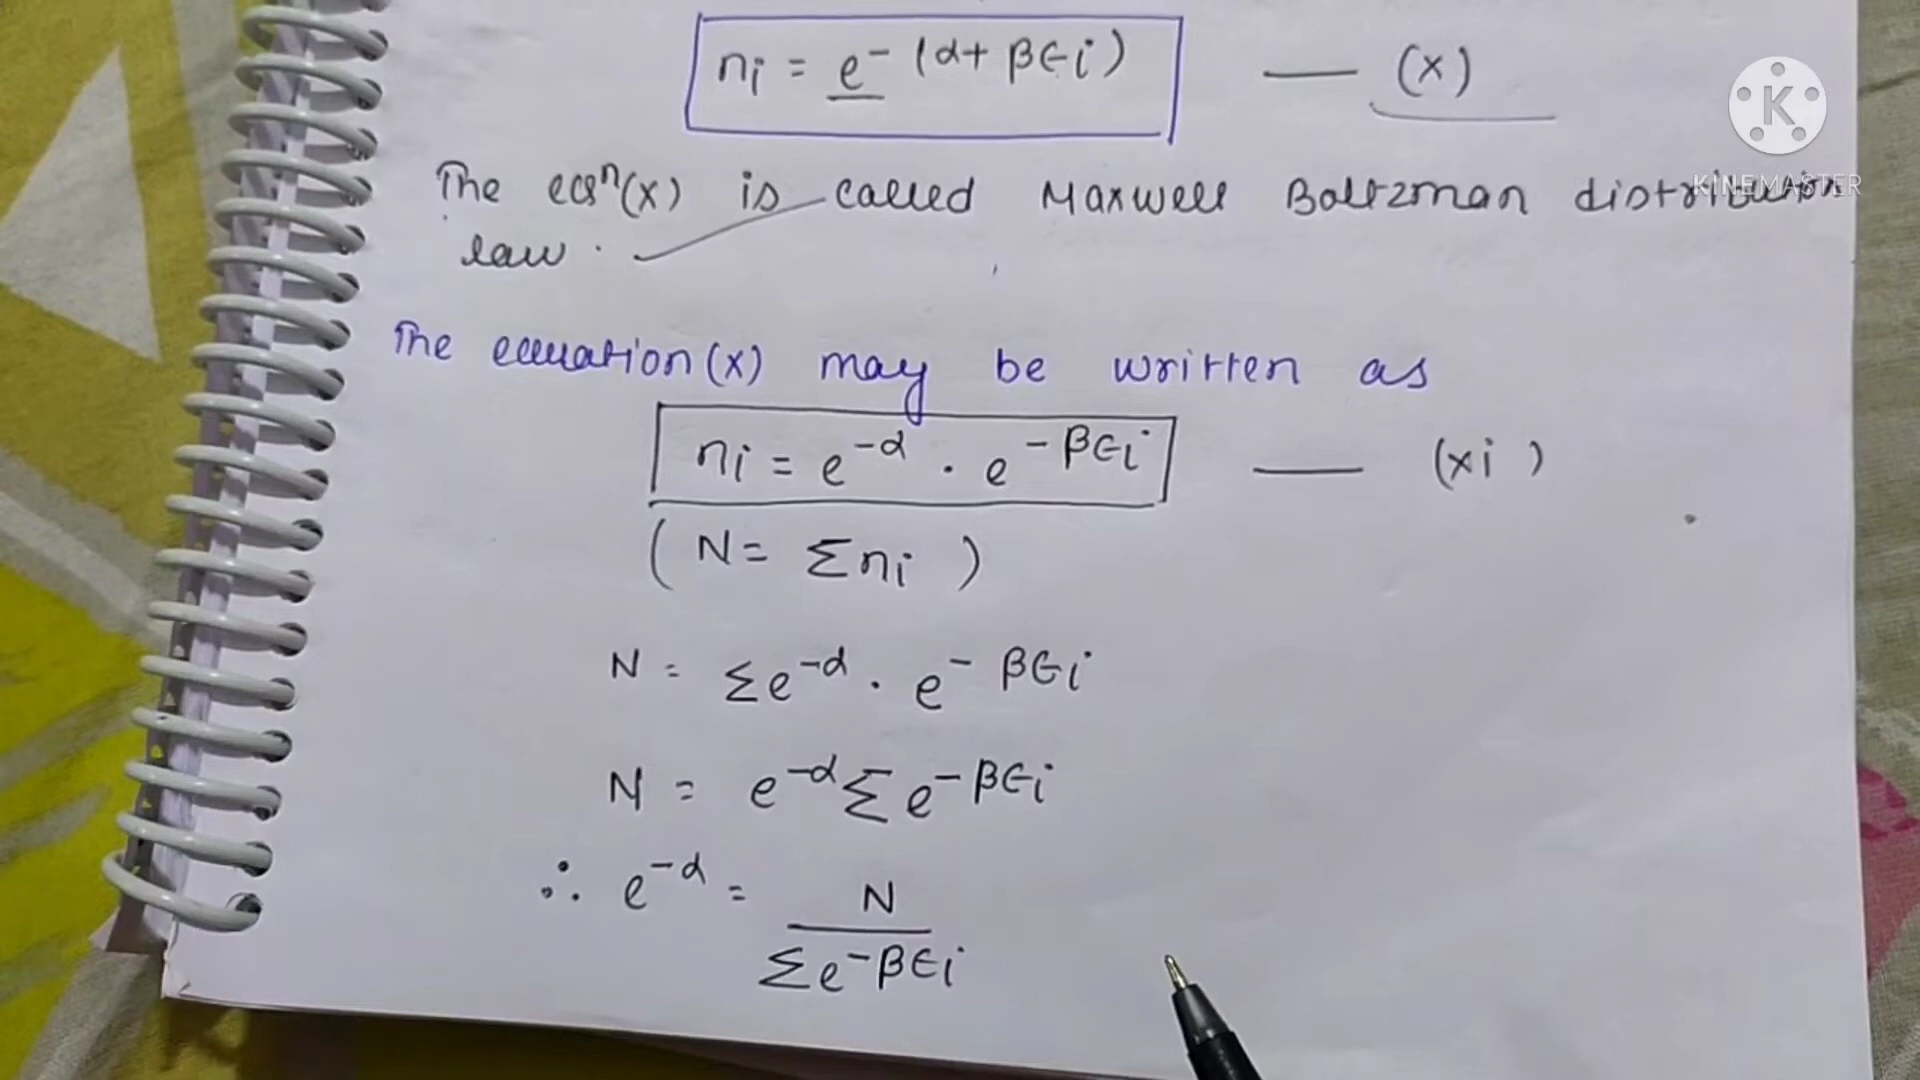 nᵢ = e^-(α+βϵᵢ) —— (x)
K
KINEMASTER
The eqⁿ(x) is called Maxwell Boltzman distribution
law.
The equation(x) may be written as
nᵢ = e^-α · e^-βϵᵢ —— (xi)
(N = Σnᵢ)
N = Σe^-α · e^-βϵᵢ
N = e^-α Σe^-βϵᵢ
∴ e^-α = N
Σe^-βϵᵢ